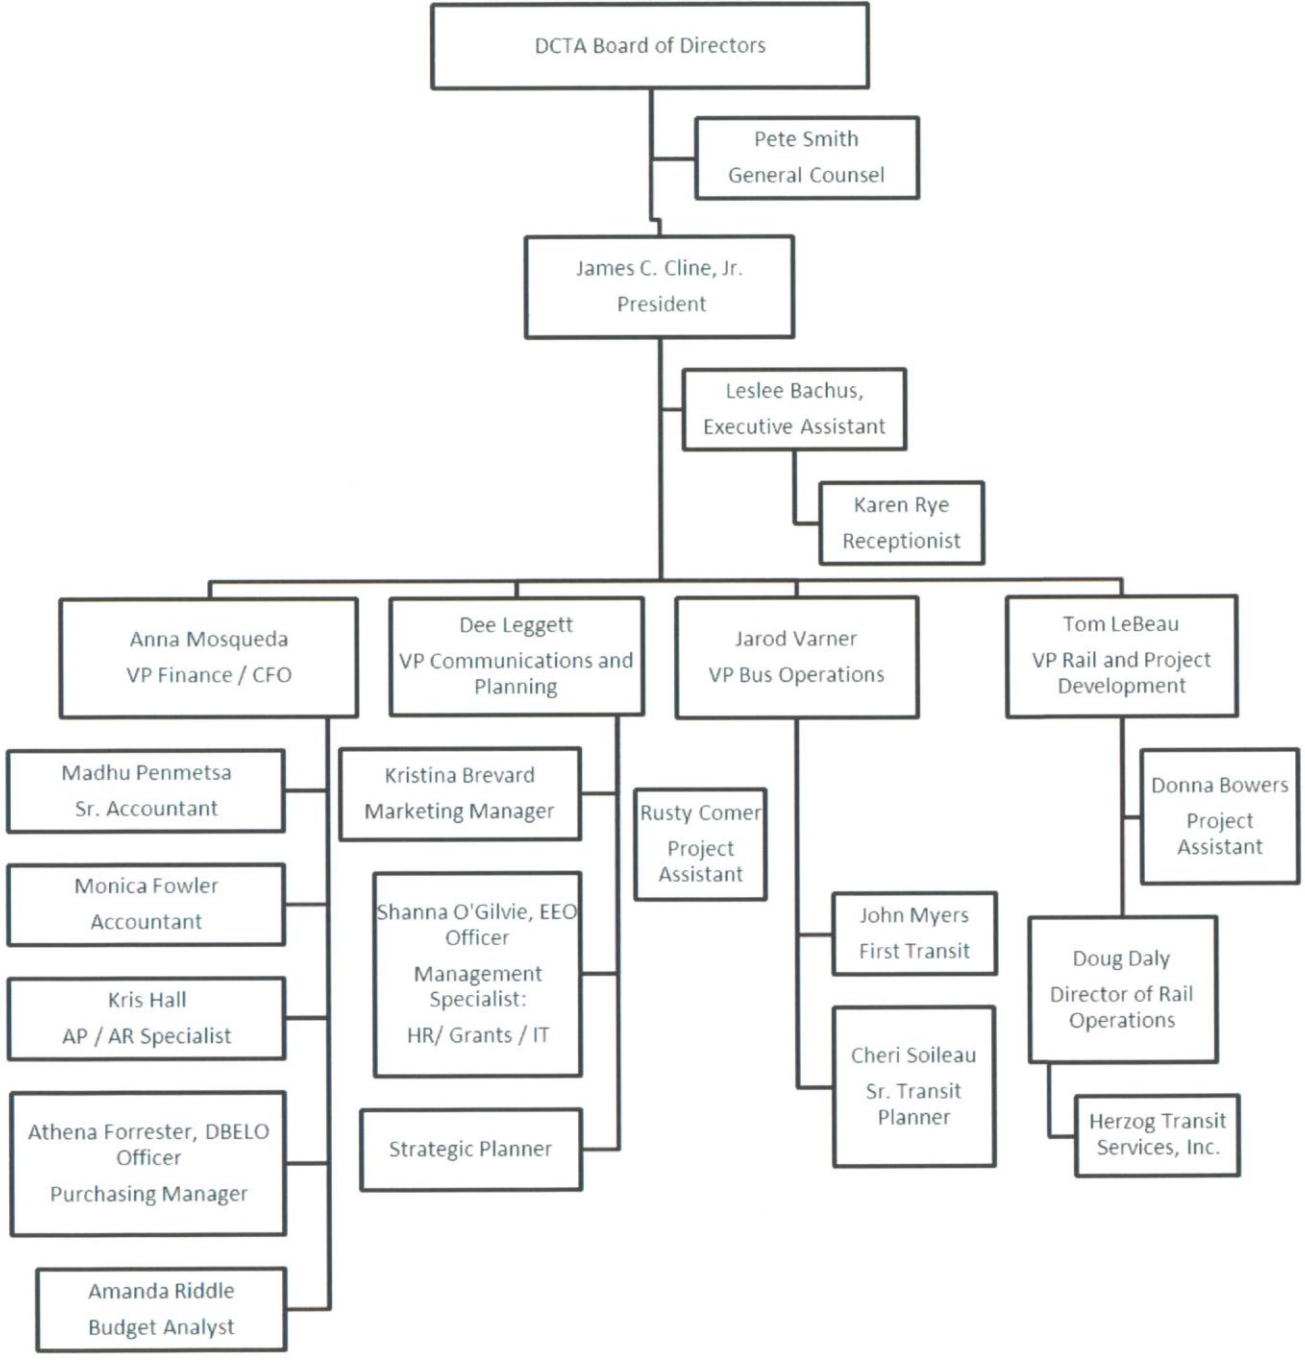 DCTA Board of Directors
Pete Smith
General Counsel
James C. Cline, Jr.
President
Leslee Bachus,
Executive Assistant
Karen Rye
Receptionist
Anna Mosqueda
VP Finance / CFO
Dee Leggett
VP Communications and
Planning
Jarod Varner
VP Bus Operations
Tom LeBeau
VP Rail and Project
Development
Madhu Penmetsa
Sr. Accountant
Monica Fowler
Accountant
Kris Hall
AP / AR Specialist
Athena Forrester, DBELO
Officer
Purchasing Manager
Amanda Riddle
Budget Analyst
Kristina Brevard
Marketing Manager
Shanna O'Gilvie, EEO
Officer
Management
Specialist:
HR/ Grants / IT
Strategic Planner
Rusty Comer
Project
Assistant
John Myers
First Transit
Cheri Soileau
Sr. Transit
Planner
Donna Bowers
Project
Assistant
Doug Daly
Director of Rail
Operations
Herzog Transit
Services, Inc.